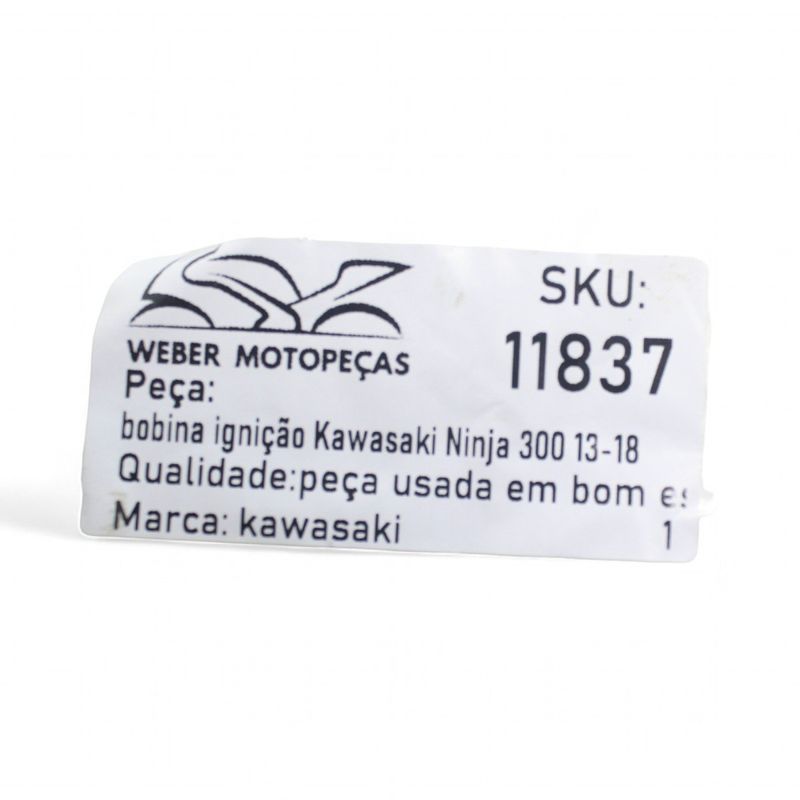 WEBER MOTOPEÇAS
SKU:
11837
Peça:
bobina ignição Kawasaki Ninja 300 13-18
Qualidade:peça usada em bom es
Marca: kawasaki
1